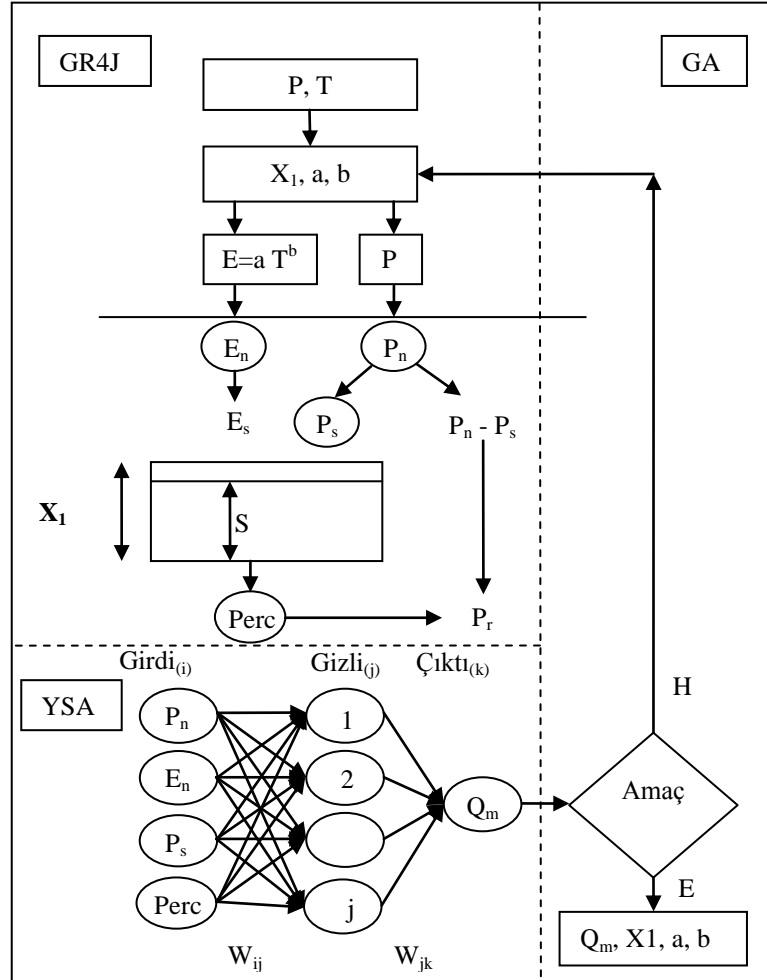 GR4J
GA
P, T
X₁, a, b
E=a Tᵇ
P
Eₙ
Pₙ
Eₛ
Pₛ
Pₙ - Pₛ
X₁
S
Perc
Pᵣ
Girdi₍ᵢ₎
Gizli₍ⱼ₎
Çıktı₍ₖ₎
H
YSA
Pₙ
1
Eₙ
2
Qₘ
Amaç
Pₛ
Perc
j
E
Wᵢⱼ
Wⱼₖ
Qₘ, X1, a, b